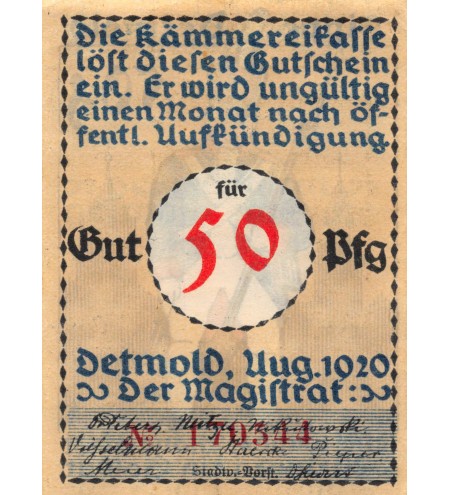 Die Kämmereikasse
löst diesen Gutschein
ein. Er wird ungültig
einen Monat nach öf-
fentl. Aufkündigung.
für
Gut 50 Pfg
Detmold, Aug. 1920
Der Magistrat:
№ 170344
Stadtv.-Vorst.